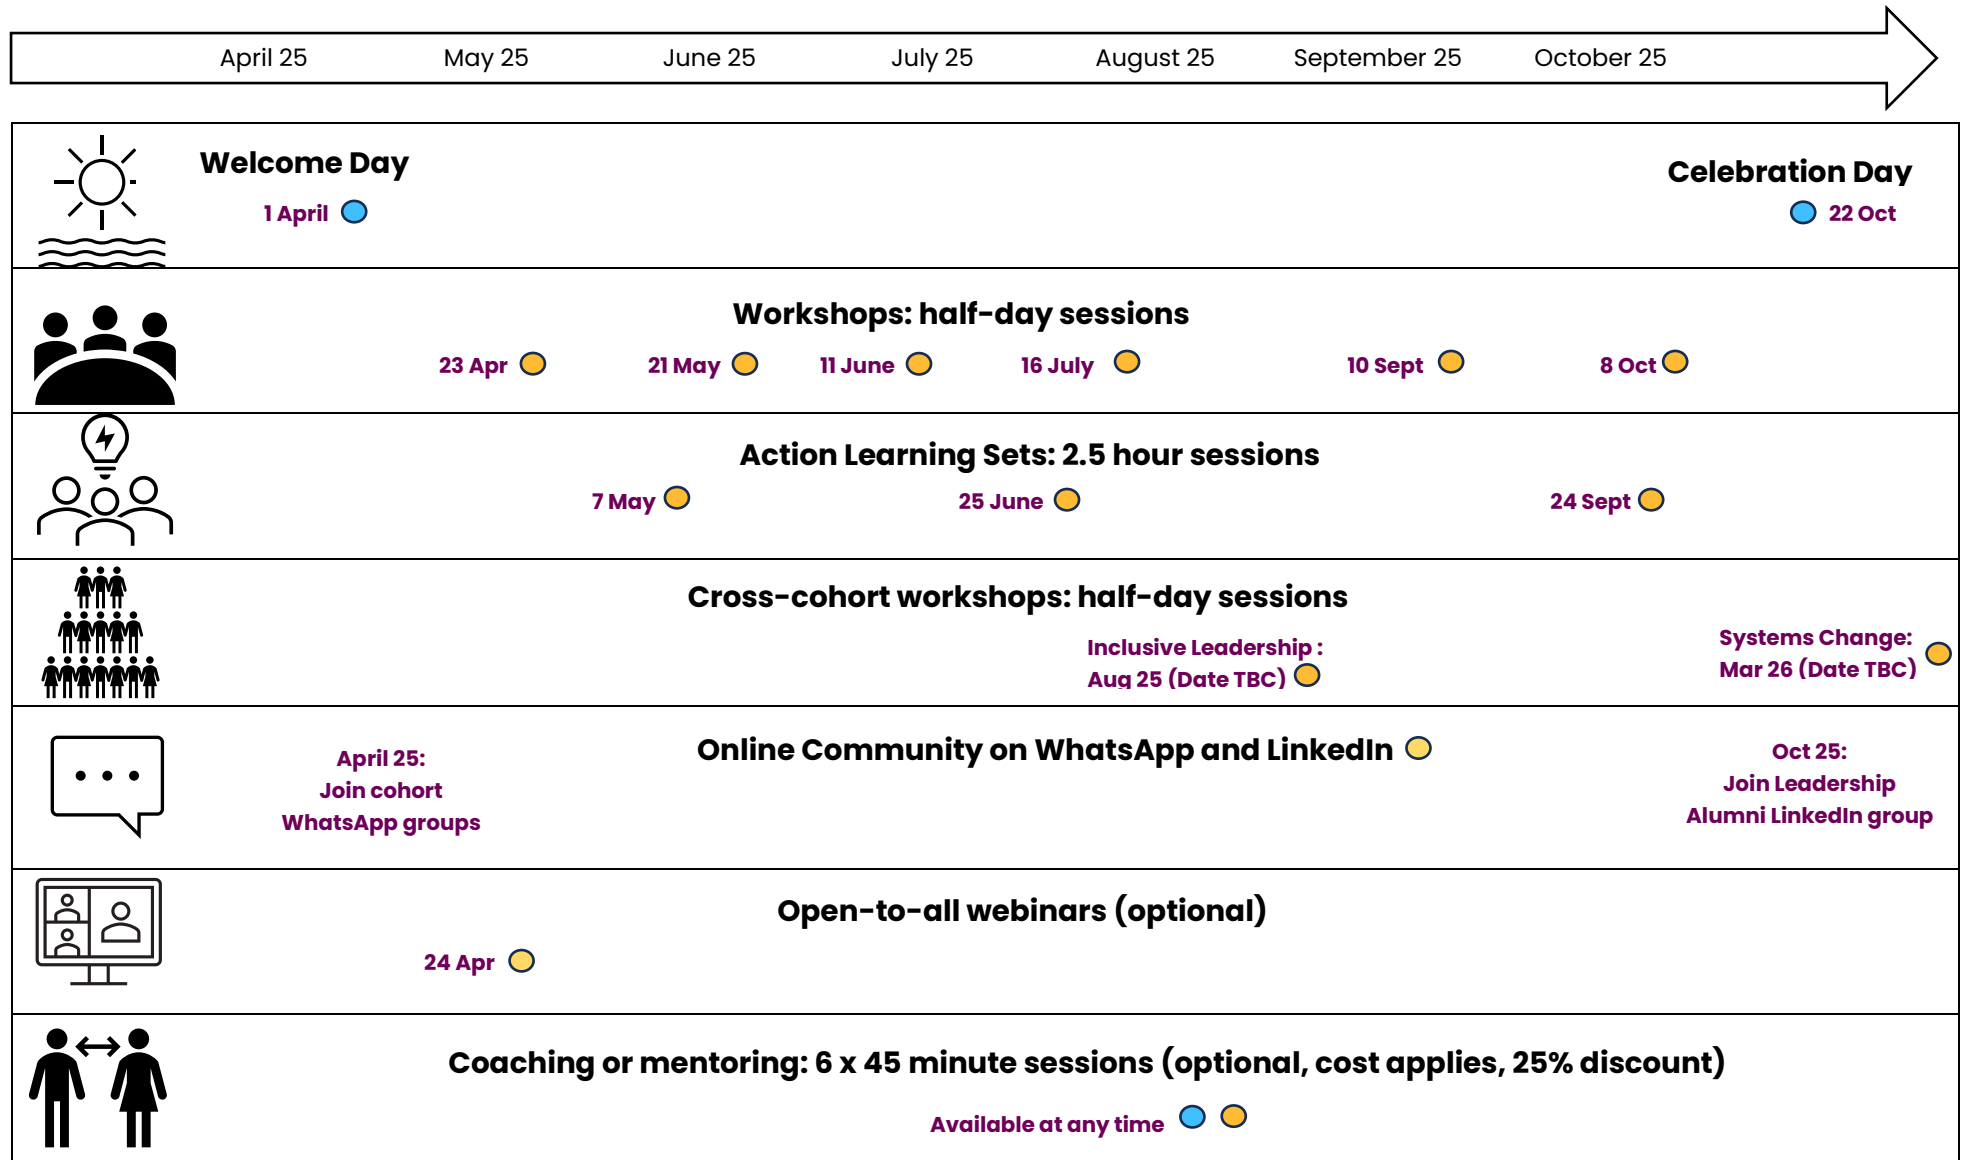 April 25 May 25 June 25 July 25 August 25 September 25 October 25
Welcome Day
1 April
Celebration Day
22 Oct
Workshops: half-day sessions
23 Apr 21 May 11 June 16 July 10 Sept 8 Oct
Action Learning Sets: 2.5 hour sessions
7 May 25 June 24 Sept
Cross-cohort workshops: half-day sessions
Inclusive Leadership :
Aug 25 (Date TBC)
Systems Change:
Mar 26 (Date TBC)
Online Community on WhatsApp and LinkedIn
April 25:
Join cohort
WhatsApp groups
Oct 25:
Join Leadership
Alumni LinkedIn group
Open-to-all webinars (optional)
24 Apr
Coaching or mentoring: 6 x 45 minute sessions (optional, cost applies, 25% discount)
Available at any time